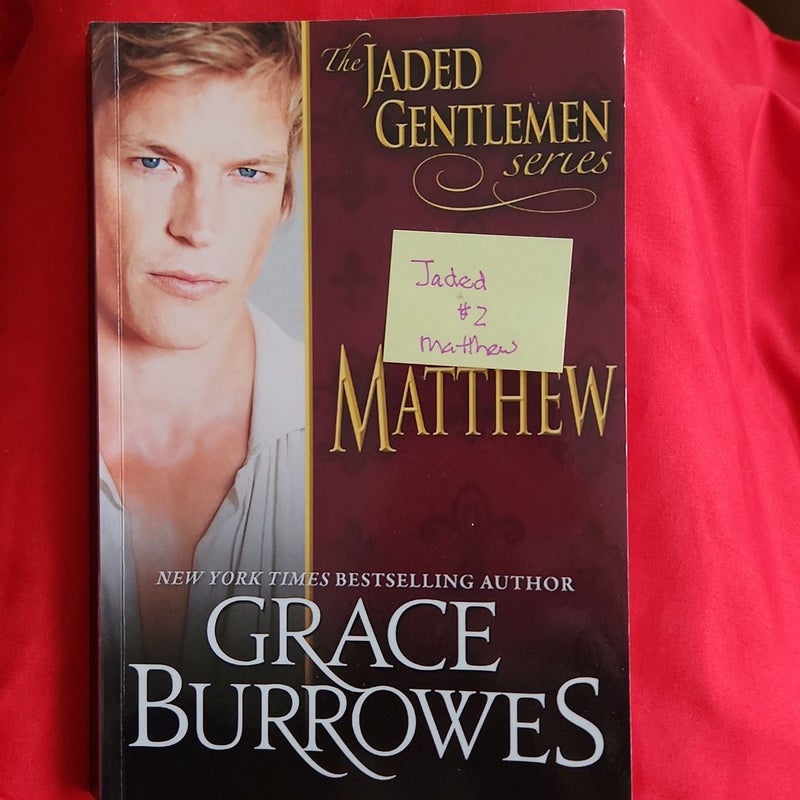 The JADED
GENTLEMEN
series
Jaded
#2
Matthew
MATTHEW
NEW YORK TIMES BESTSELLING AUTHOR
GRACE
BURROWES